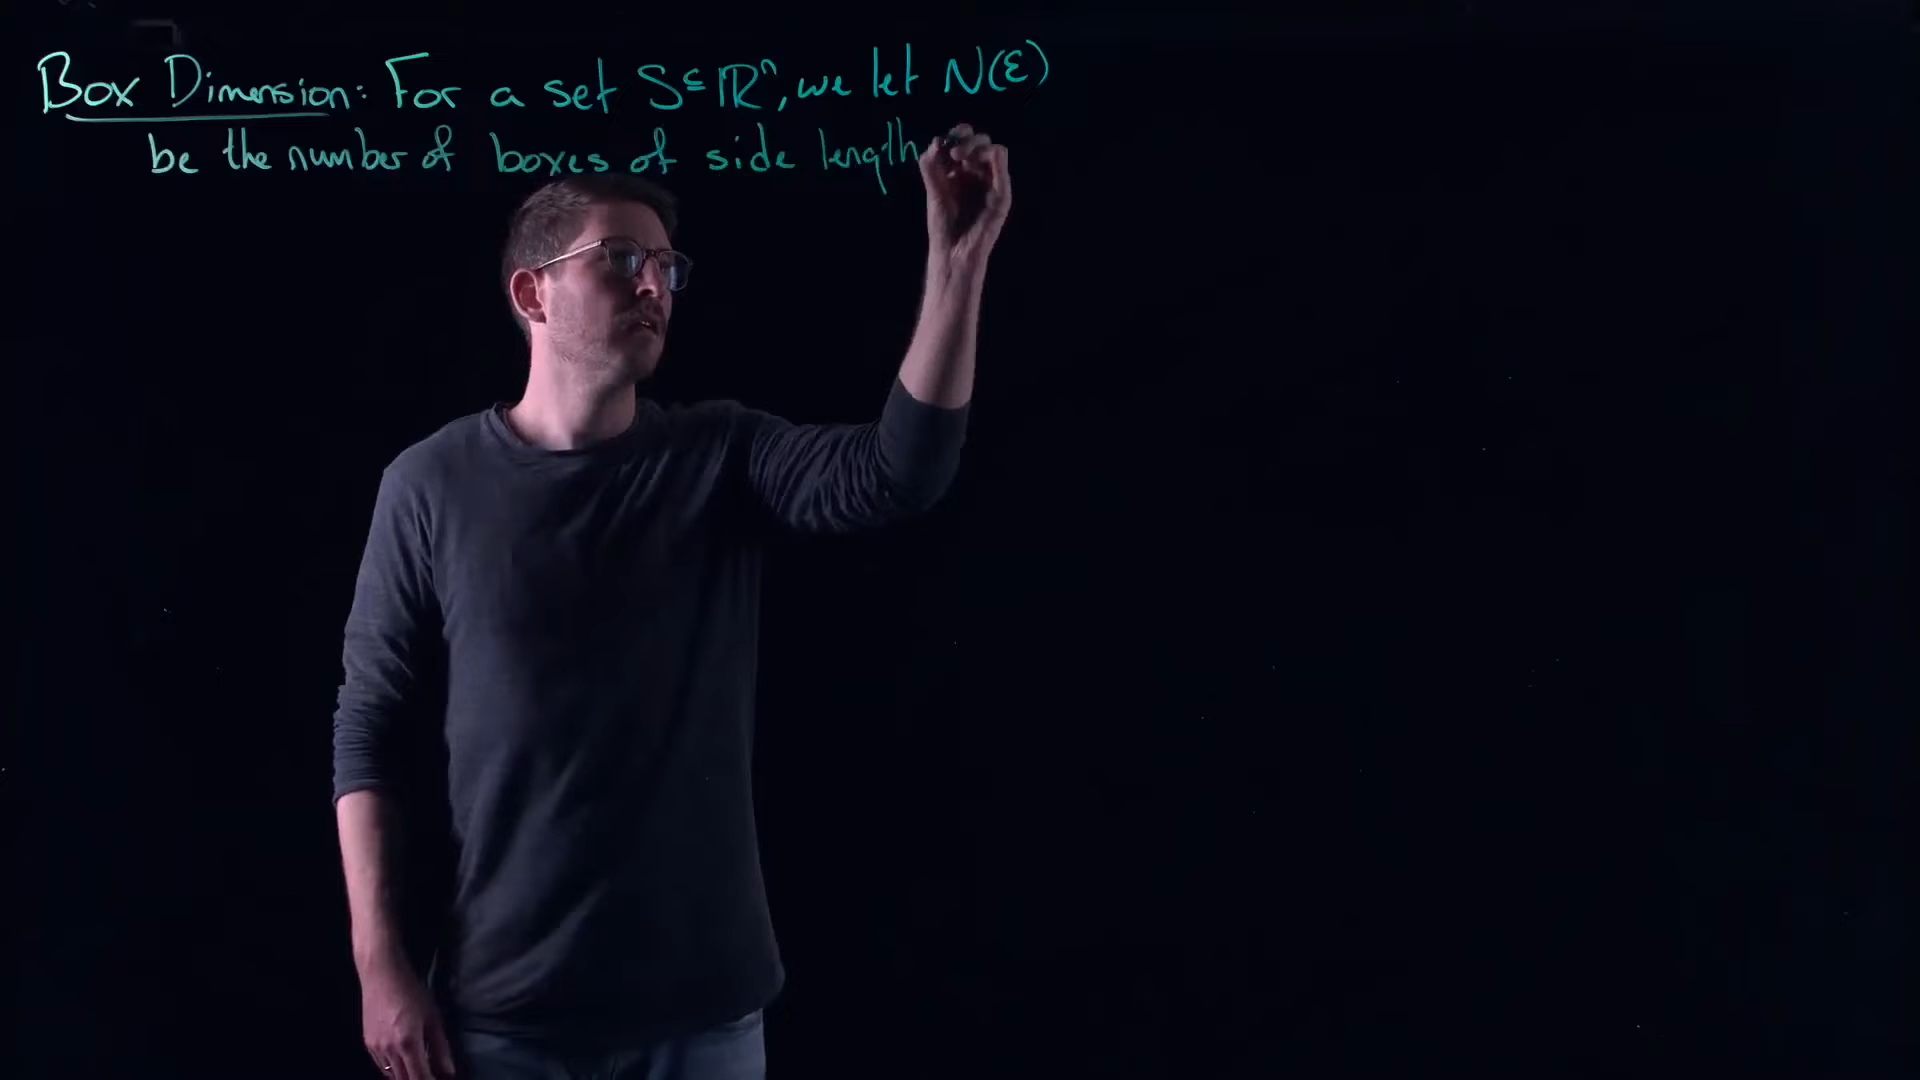 Box Dimension: For a set S ⊆ ℝⁿ, we let N(ε)
be the number of boxes of side length